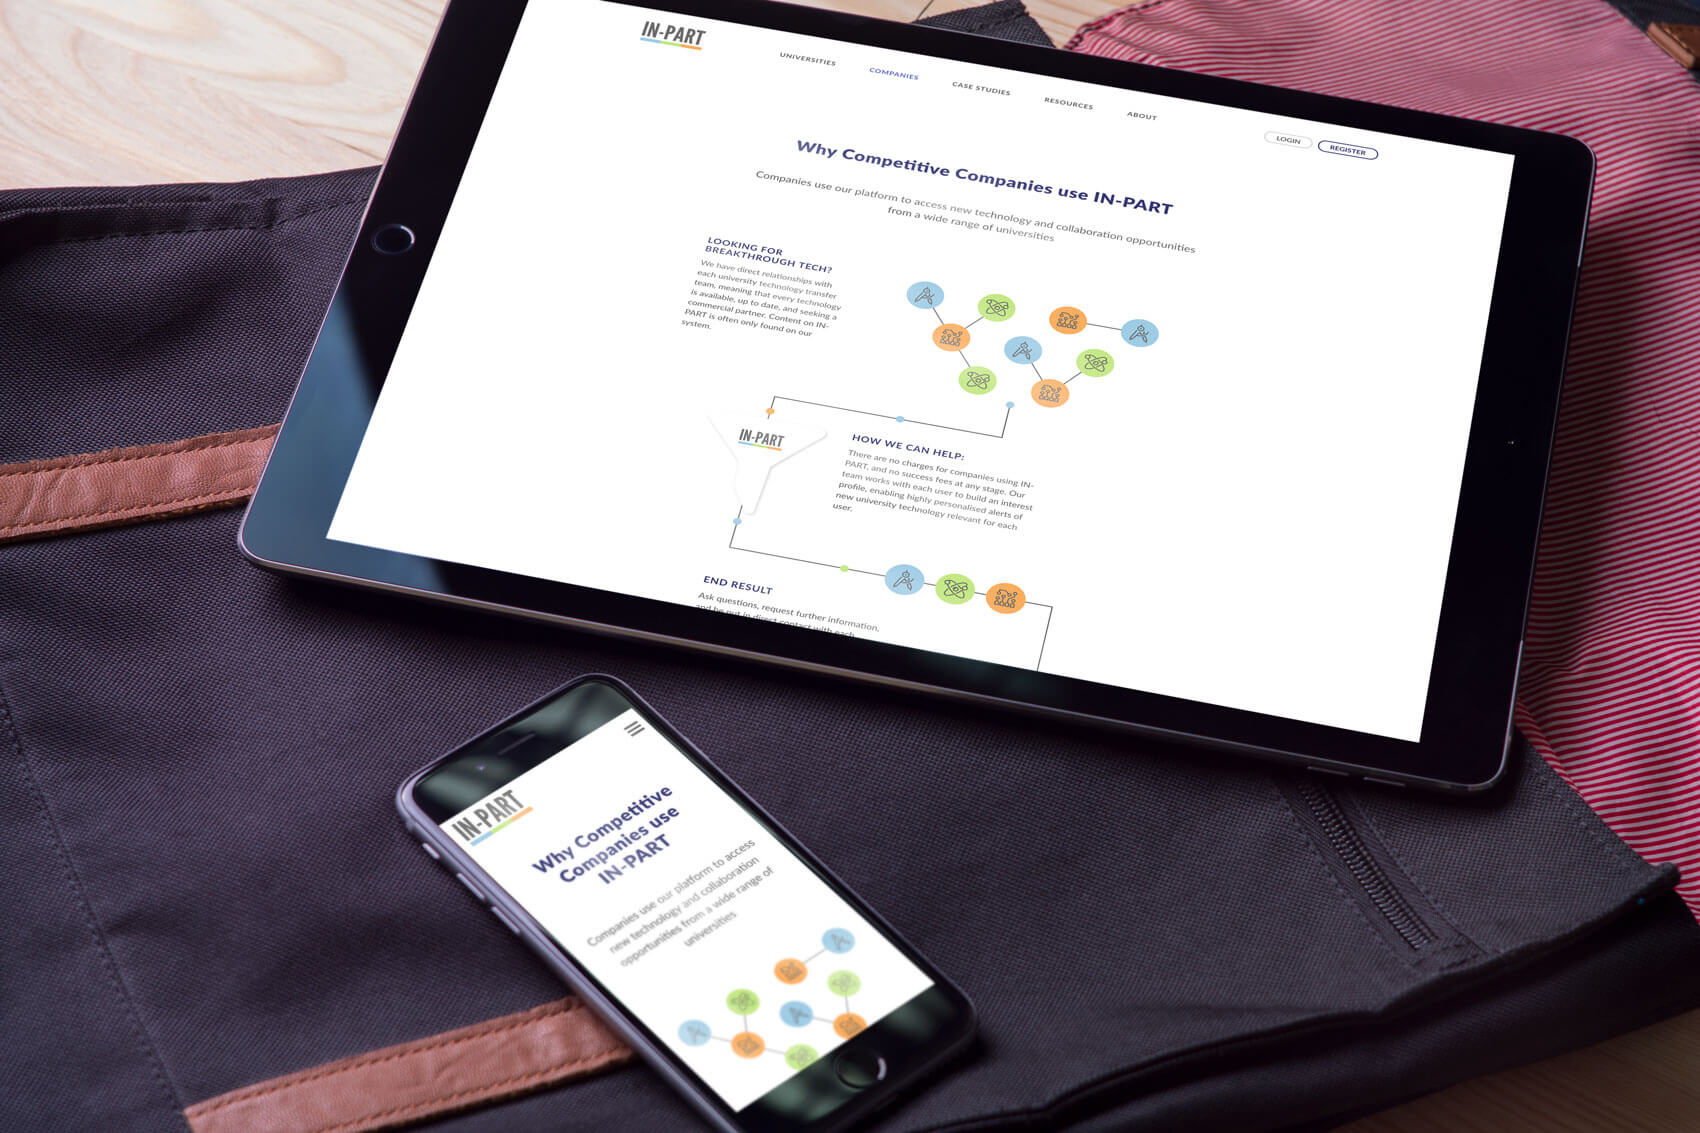 IN-PART
UNIVERSITIES
COMPANIES
CASE STUDIES
RESOURCES
ABOUT
LOGIN
REGISTER
Why Competitive Companies use IN-PART
Companies use our platform to access new technology and collaboration opportunities
from a wide range of universities
LOOKING FOR
BREAKTHROUGH TECH?
We have direct relationships with
each university technology transfer
team, meaning that every technology
is available, up to date, and seeking a
commercial partner. Content on IN-
PART is often only found on our
system.
IN-PART
HOW WE CAN HELP:
There are no charges for companies using IN-
PART, and no success fees at any stage. Our
team works with each user to build an interest
profile, enabling highly personalised alerts of
new university technology relevant for each
user.
END RESULT
Ask questions, request further information,
and be put in direct contact with each
IN-PART
Why Competitive
Companies use
IN-PART
Companies use our platform to access
new technology and collaboration
opportunities from a wide range of
universities